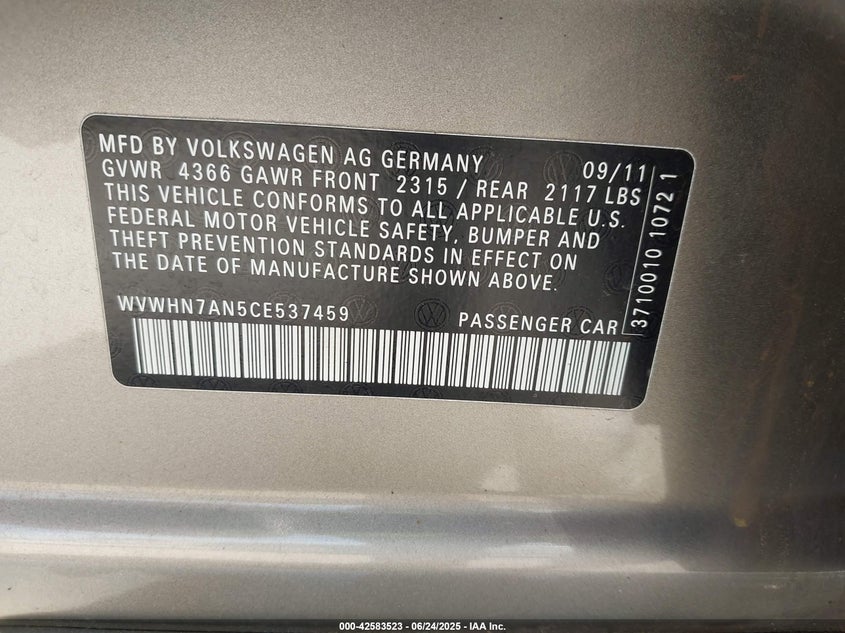 MFD BY VOLKSWAGEN AG GERMANY 09/11
GVWR 4366 GAWR FRONT 2315 / REAR 2117 LBS
THIS VEHICLE CONFORMS TO ALL APPLICABLE U.S.
FEDERAL MOTOR VEHICLE SAFETY, BUMPER AND
THEFT PREVENTION STANDARDS IN EFFECT ON
THE DATE OF MANUFACTURE SHOWN ABOVE.
WVWHN7AN5CE537459 PASSENGER CAR
3710010 1072 1
000-42583523 - 06/24/2025 - IAA Inc.